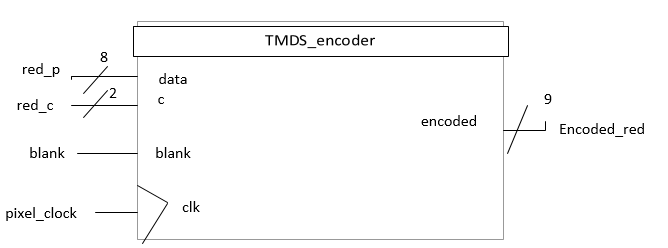 TMDS_encoder
8
red_p
data
2
red_c
c
9
encoded
Encoded_red
blank
blank
pixel_clock
clk